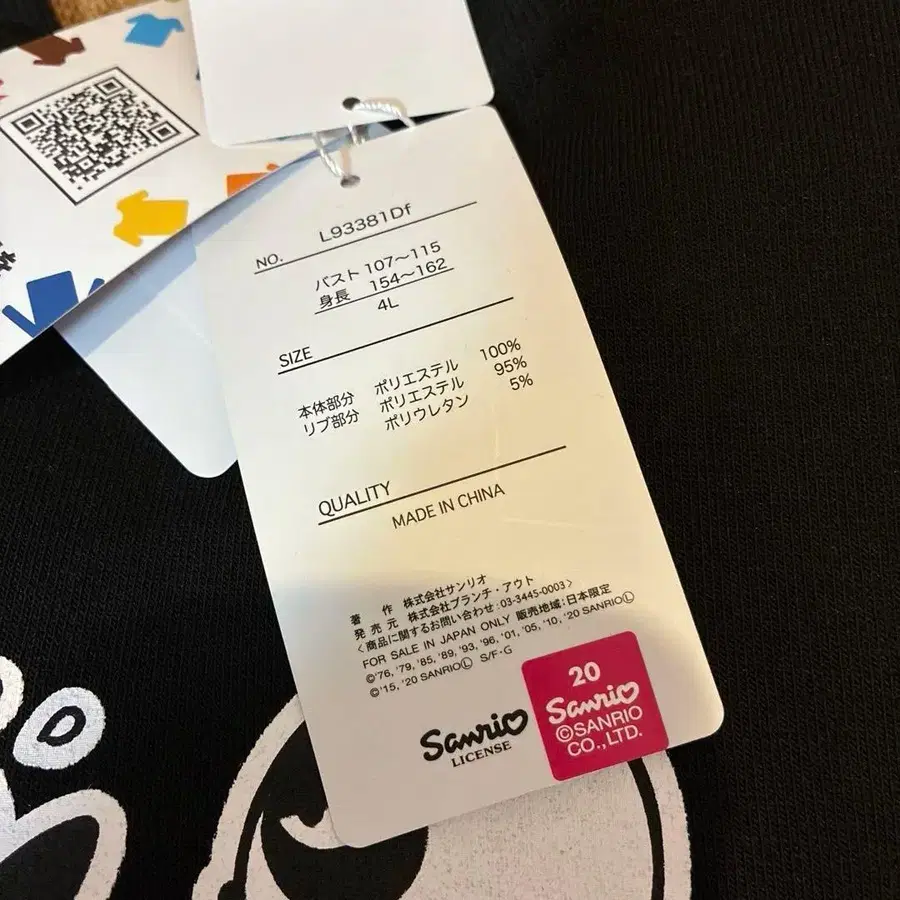 NO. L93381Df
バスト 107～115
身長 154～162
4L
SIZE
本体部分 ポリエステル 100%
リブ部分 ポリエステル 95%
ポリウレタン 5%
QUALITY
MADE IN CHINA
著 作 株式会社サンリオ
発 売 元 株式会社ブランチ・アウト
〈商品に関するお問い合わせ:03-3445-0003〉
FOR SALE IN JAPAN ONLY 販売地域:日本限定
©'76, '79, '85, '89, '93, '96, '01, '05, '10, '20 SANRIOⓁ
©'15, '20 SANRIOⓁ S/F・G
Sanrio
LICENSE
20
Sanrio
©SANRIO
CO.,LTD.